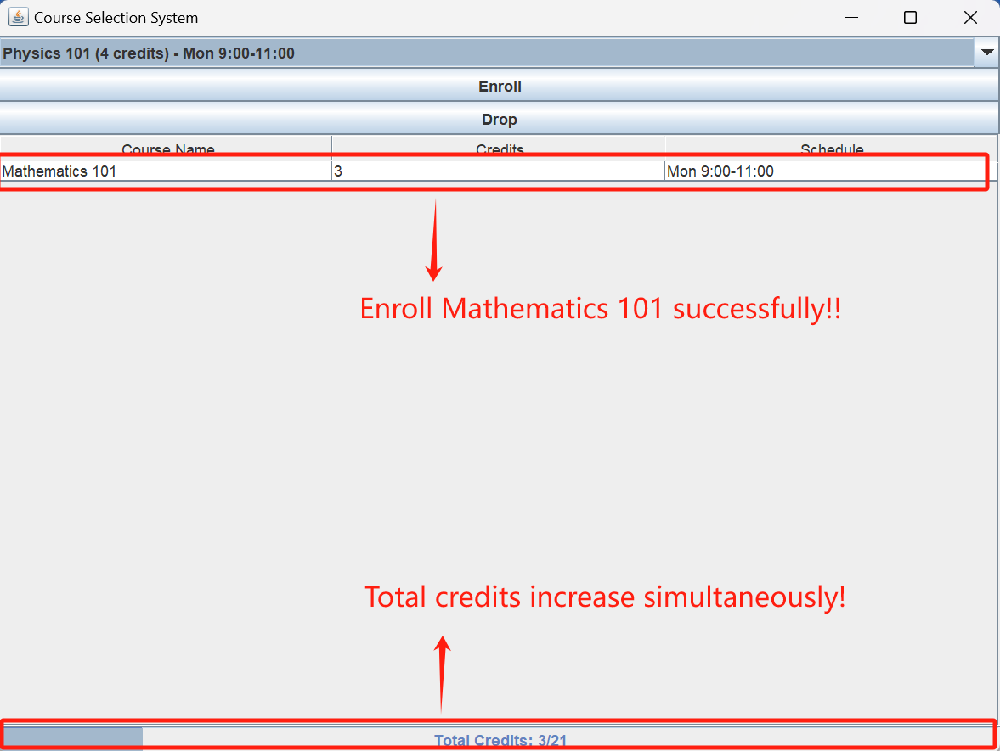 Course Selection System
Physics 101 (4 credits) - Mon 9:00-11:00
Enroll
Drop
Course Name Credits Schedule
Mathematics 101 3 Mon 9:00-11:00
Enroll Mathematics 101 successfully!!
Total credits increase simultaneously!
Total Credits: 3/21